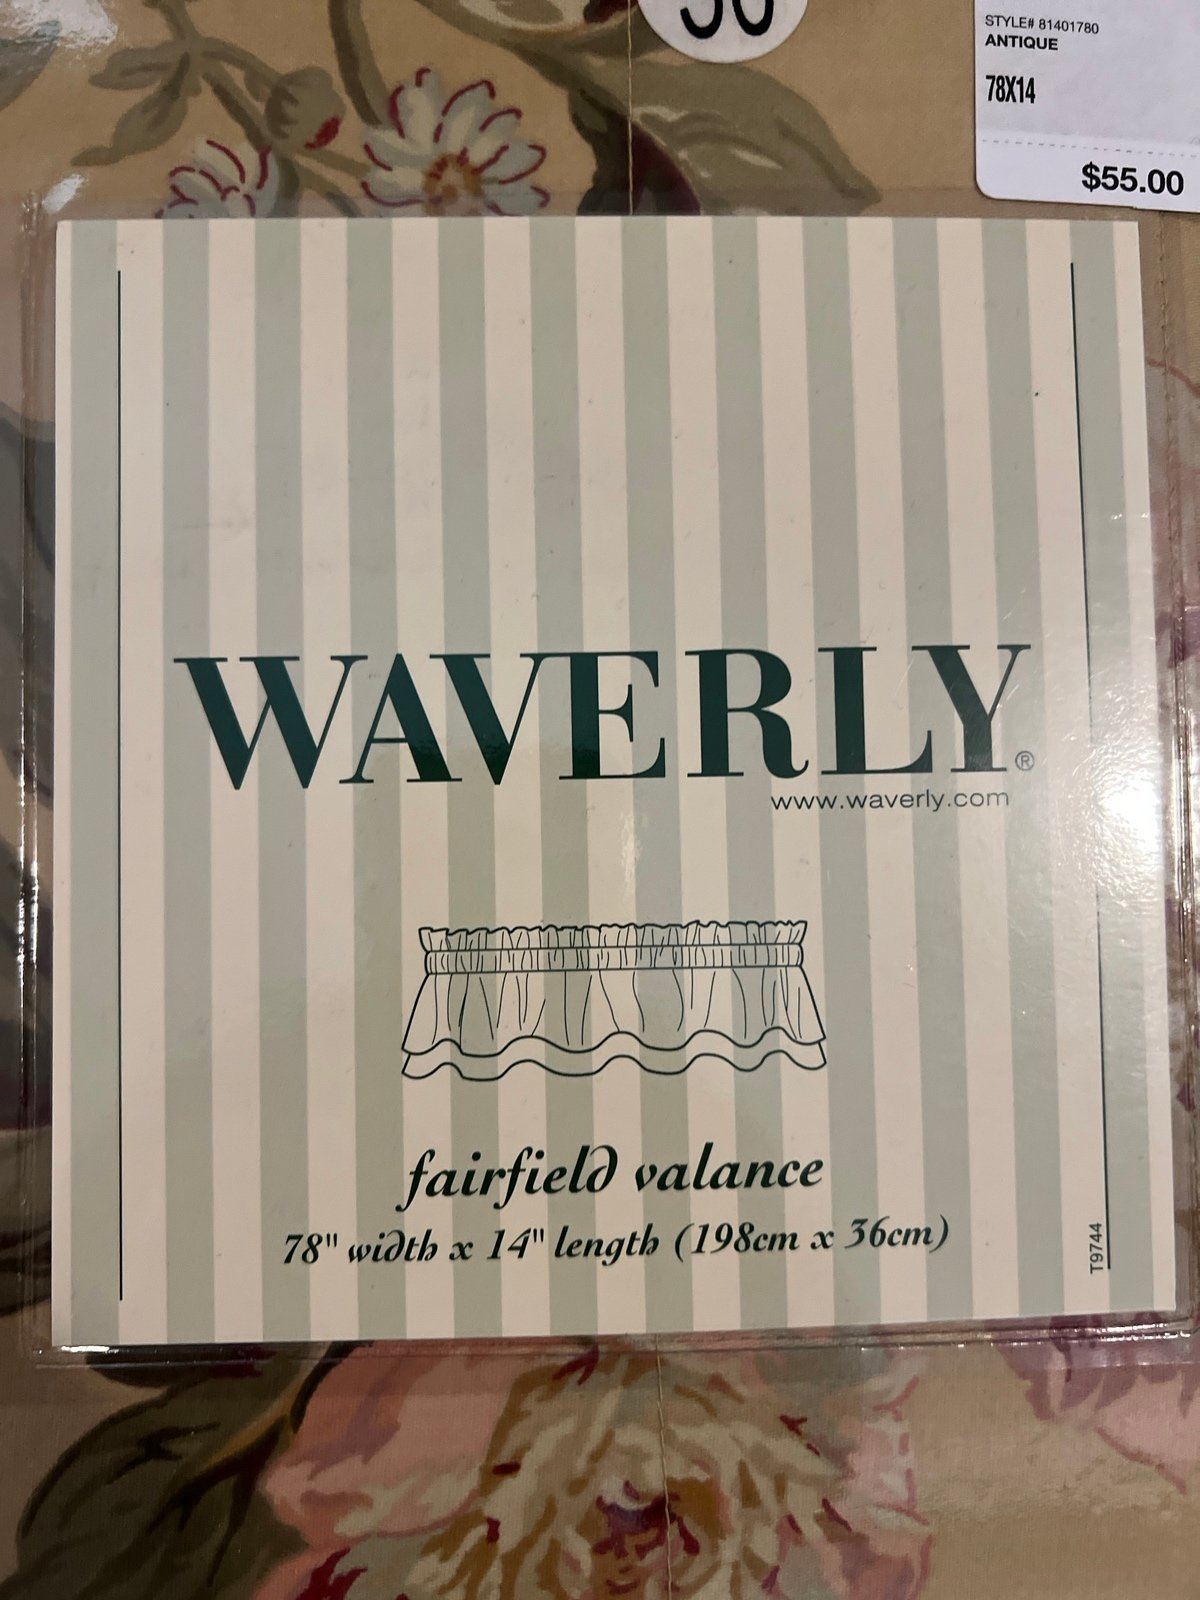 STYLE# 81401780
ANTIQUE
78X14
$55.00
WAVERLY®
www.waverly.com
fairfield valance
78" width x 14" length (198cm x 36cm)
T9744